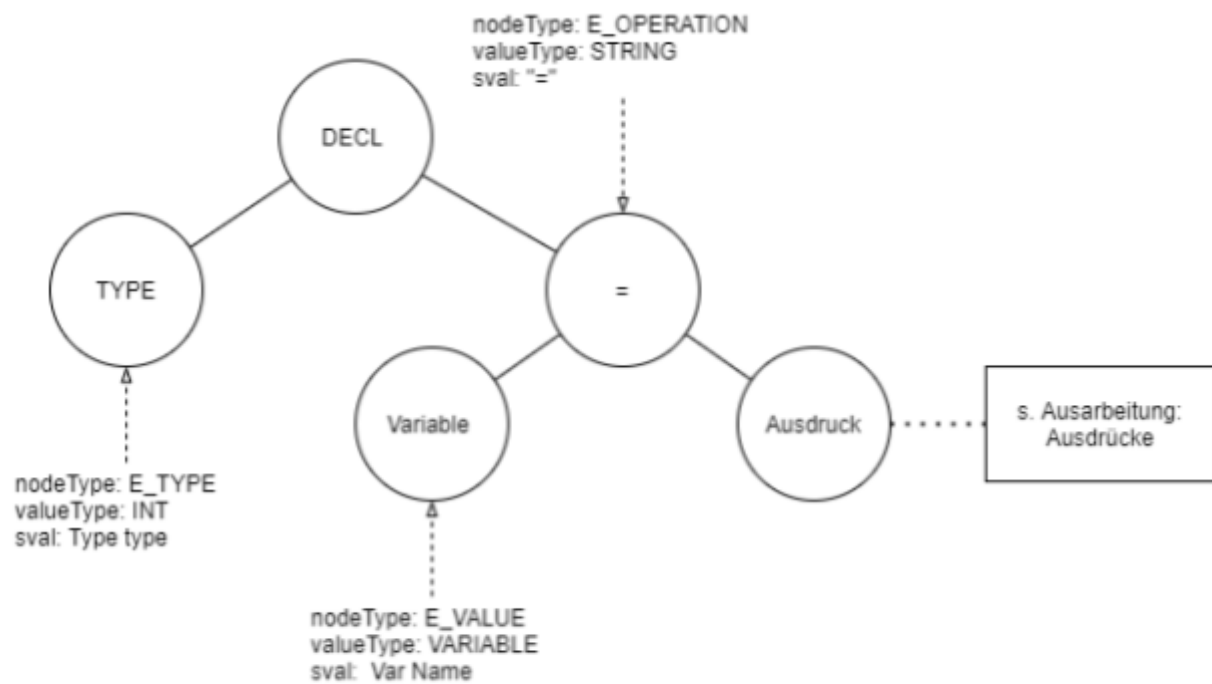 nodeType: E_OPERATION
valueType: STRING
sval: "="
DECL
TYPE
=
Variable
Ausdruck
s. Ausarbeitung:
Ausdrücke
nodeType: E_TYPE
valueType: INT
sval: Type type
nodeType: E_VALUE
valueType: VARIABLE
sval: Var Name